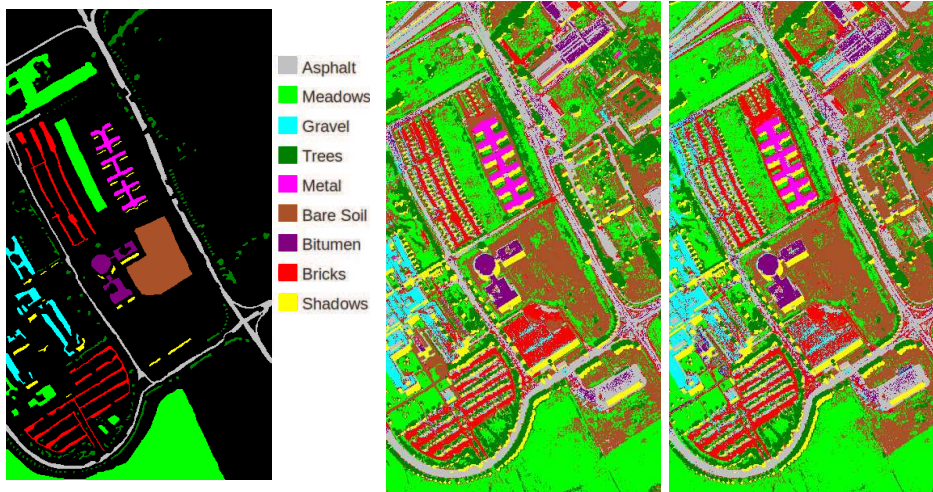 Asphalt
Meadows
Gravel
Trees
Metal
Bare Soil
Bitumen
Bricks
Shadows